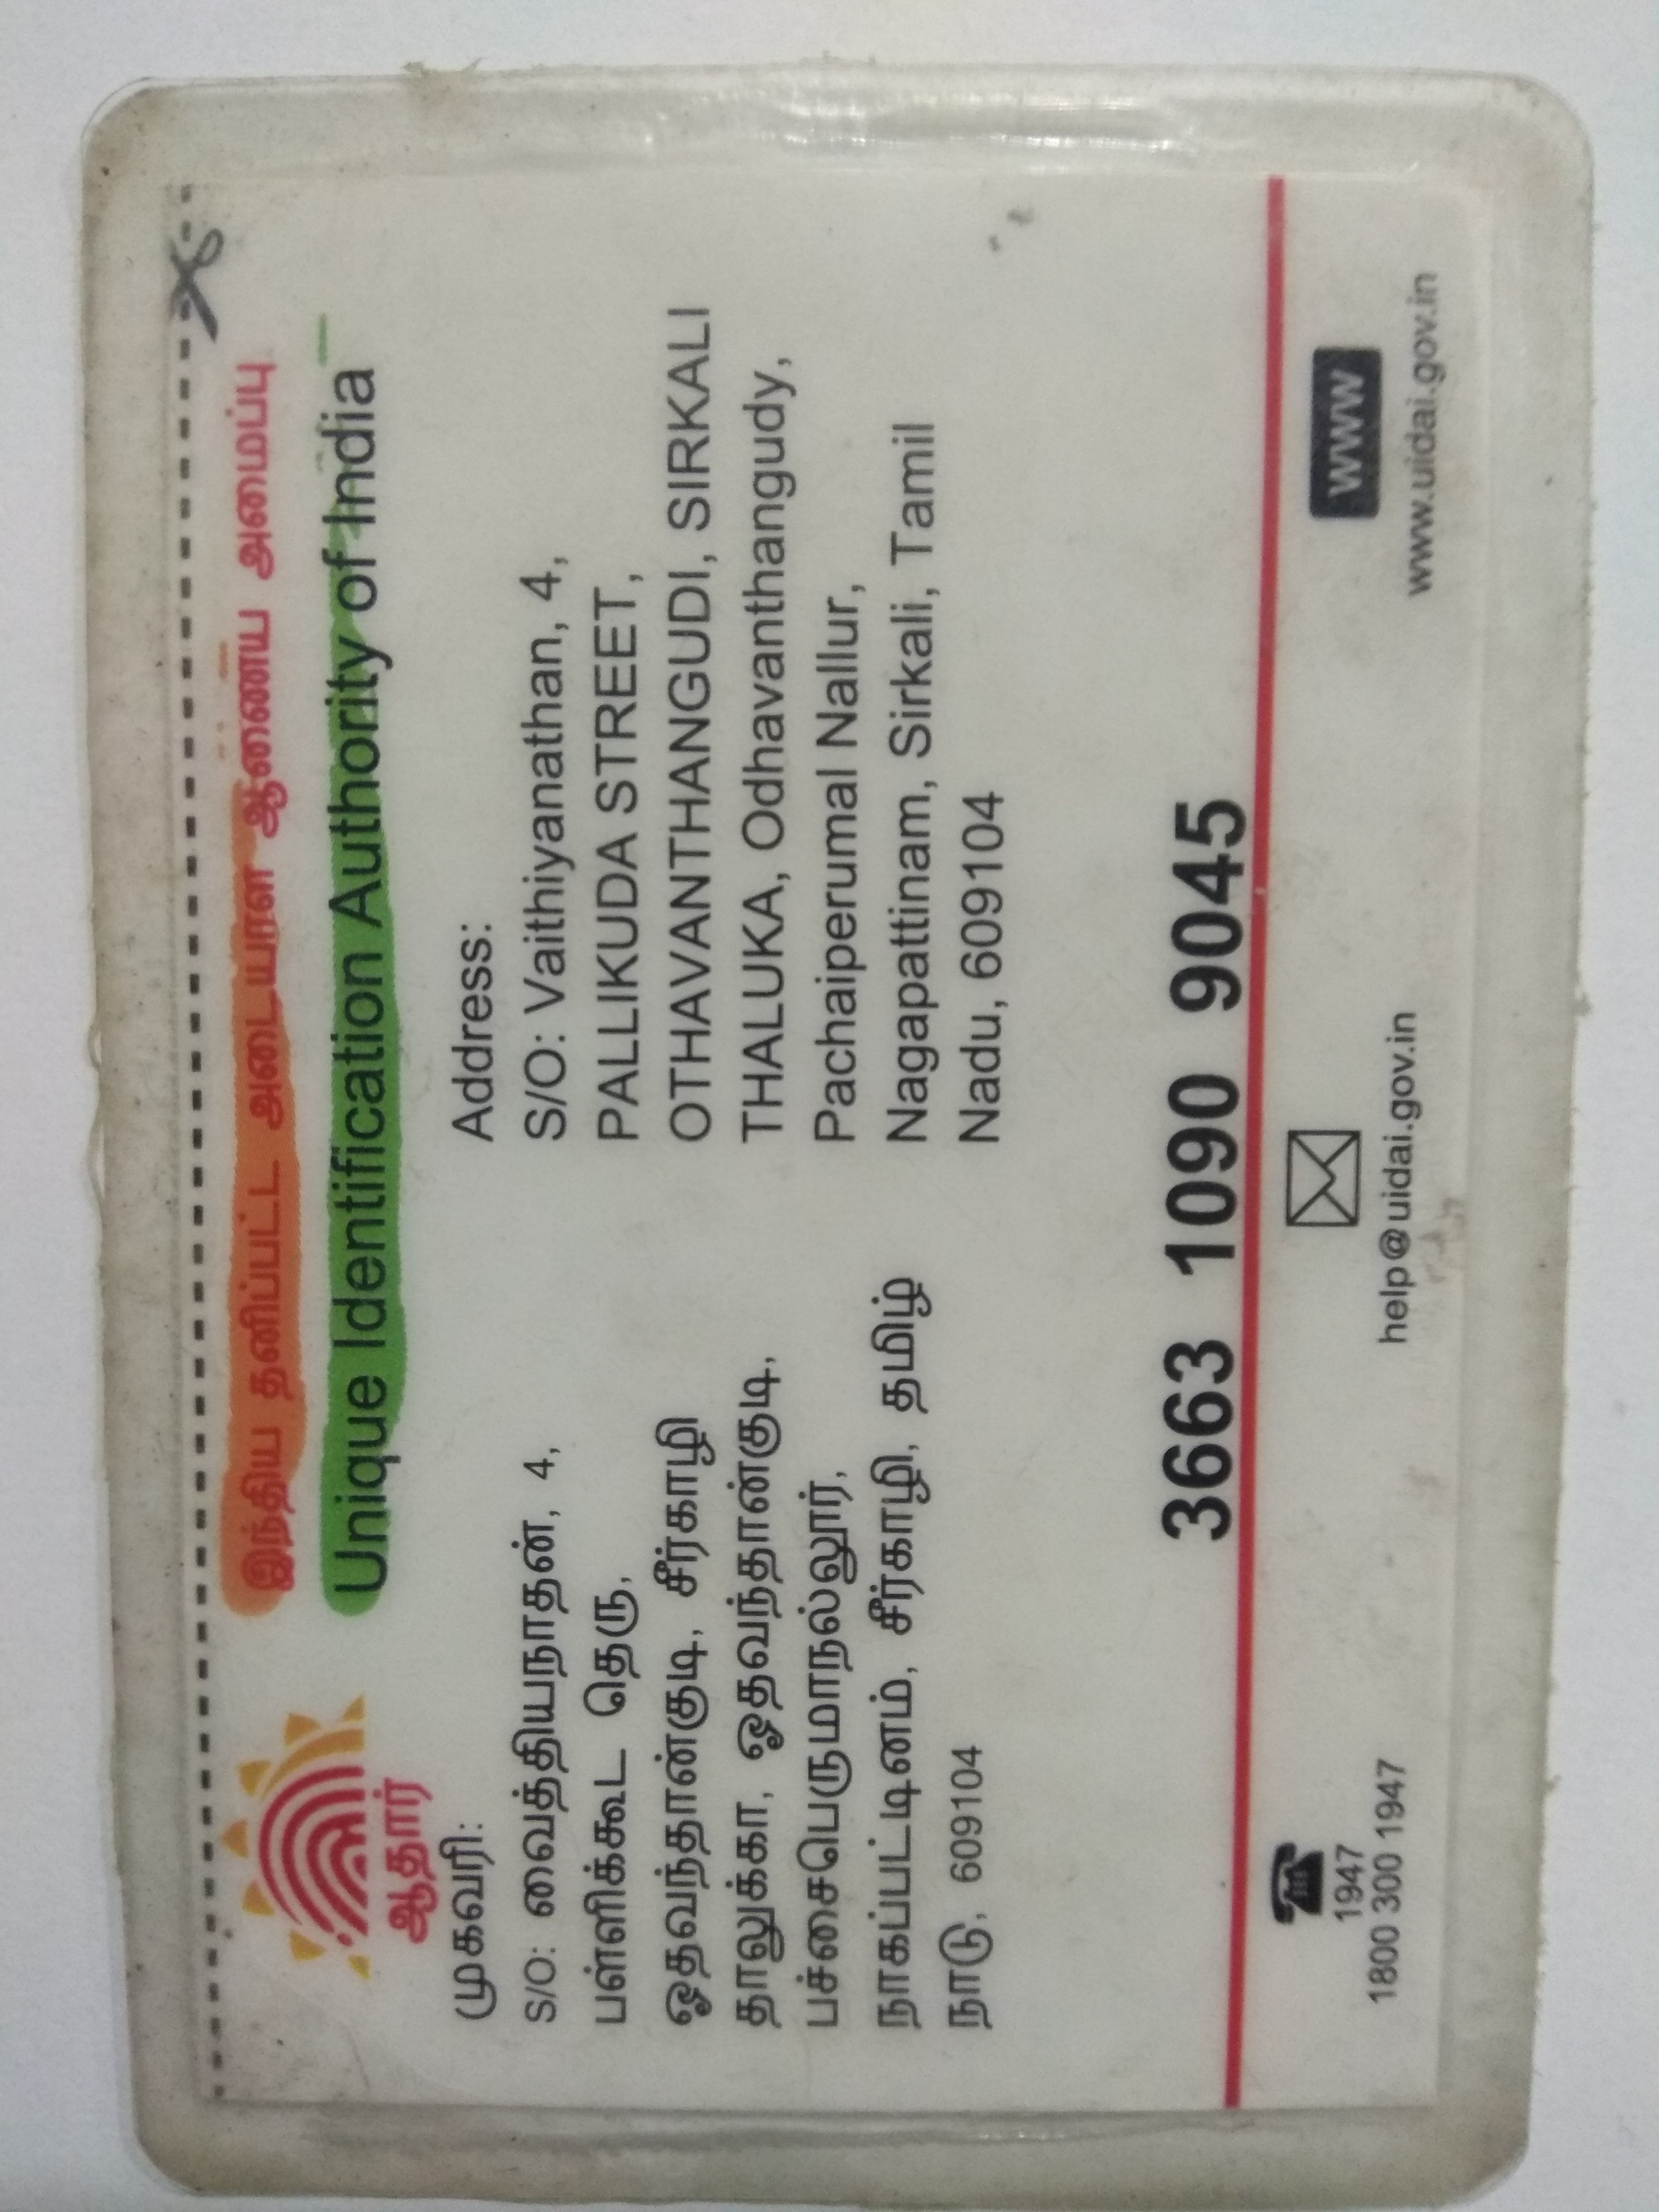 இந்திய தனிப்பட்ட அடையாள ஆணைய அமைப்பு
Unique Identification Authority of India
ஆதார்
முகவரி:
S/O: வைத்தியநாதன், 4,
பள்ளிக்கூட தெரு,
ஓதவந்தான்குடி, சீர்காழி
தாலுக்கா, ஓதவந்தான்குடி,
பச்சைபெருமாநல்லூர்,
நாகப்பட்டினம், சீர்காழி, தமிழ்
நாடு, 609104
Address:
S/O: Vaithiyanathan, 4,
PALLIKUDA STREET,
OTHAVANTHANGUDI, SIRKALI
THALUKA, Odhavanthangudy,
Pachaiperumal Nallur,
Nagapattinam, Sirkali, Tamil
Nadu, 609104
3663 1090 9045
1947
1800 300 1947
help@uidai.gov.in
WWW
www.uidai.gov.in